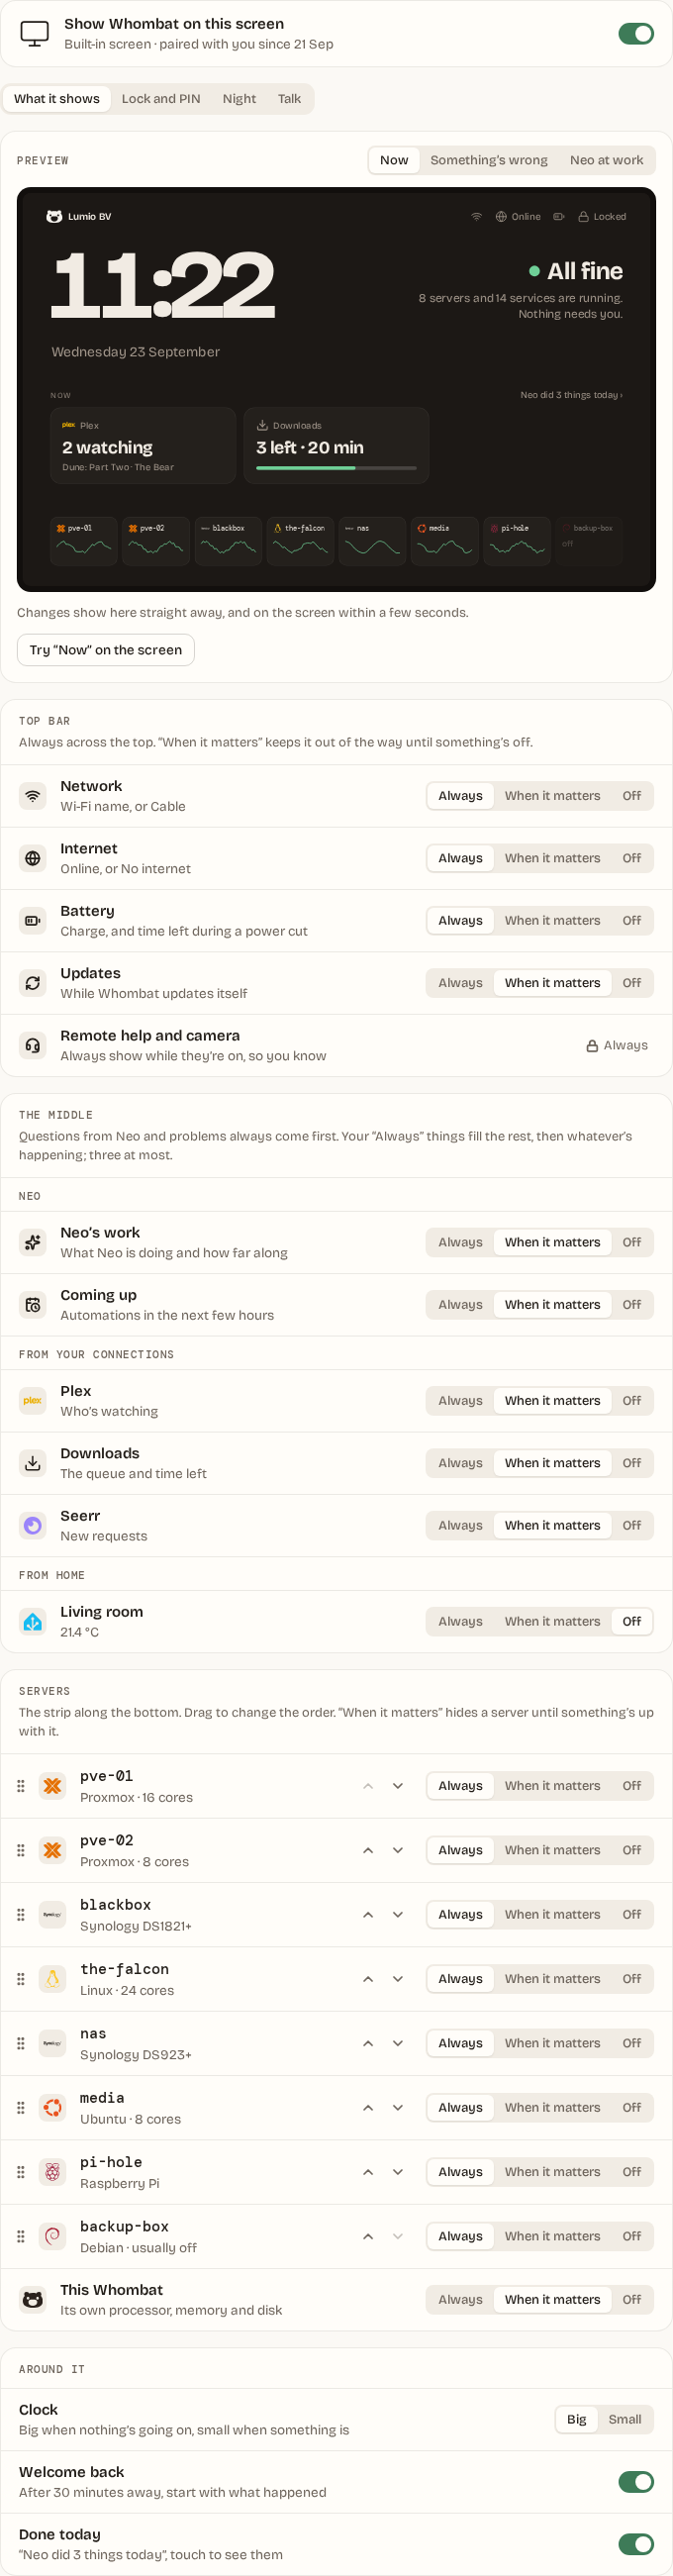 Show Whombat on this screen
Built-in screen · paired with you since 21 Sep
What it shows
Lock and PIN
Night
Talk
PREVIEW
Now
Something's wrong
Neo at work
Lumio BV
Online
Locked
11:22
All fine
8 servers and 14 services are running.
Nothing needs you.
Wednesday 23 September
NOW
Neo did 3 things today ›
plex Plex
2 watching
Dune: Part Two · The Bear
Downloads
3 left · 20 min
pve-01
pve-02
blackbox
the-falcon
nas
media
pi-hole
backup-box
off
Changes show here straight away, and on the screen within a few seconds.
Try “Now” on the screen
TOP BAR
Always across the top. “When it matters” keeps it out of the way until something's off.
Network
Wi-Fi name, or Cable
Always When it matters Off
Internet
Online, or No internet
Always When it matters Off
Battery
Charge, and time left during a power cut
Always When it matters Off
Updates
While Whombat updates itself
Always When it matters Off
Remote help and camera
Always show while they're on, so you know
Always
THE MIDDLE
Questions from Neo and problems always come first. Your “Always” things fill the rest, then whatever's
happening; three at most.
NEO
Neo's work
What Neo is doing and how far along
Always When it matters Off
Coming up
Automations in the next few hours
Always When it matters Off
FROM YOUR CONNECTIONS
plex
Plex
Who's watching
Always When it matters Off
Downloads
The queue and time left
Always When it matters Off
Seerr
New requests
Always When it matters Off
FROM HOME
Living room
21.4 °C
Always When it matters Off
SERVERS
The strip along the bottom. Drag to change the order. “When it matters” hides a server until something's up
with it.
pve-01
Proxmox · 16 cores
Always When it matters Off
pve-02
Proxmox · 8 cores
Always When it matters Off
Synology
blackbox
Synology DS1821+
Always When it matters Off
the-falcon
Linux · 24 cores
Always When it matters Off
Synology
nas
Synology DS923+
Always When it matters Off
media
Ubuntu · 8 cores
Always When it matters Off
pi-hole
Raspberry Pi
Always When it matters Off
backup-box
Debian · usually off
Always When it matters Off
This Whombat
Its own processor, memory and disk
Always When it matters Off
AROUND IT
Clock
Big when nothing's going on, small when something is
Big Small
Welcome back
After 30 minutes away, start with what happened
Done today
“Neo did 3 things today”, touch to see them